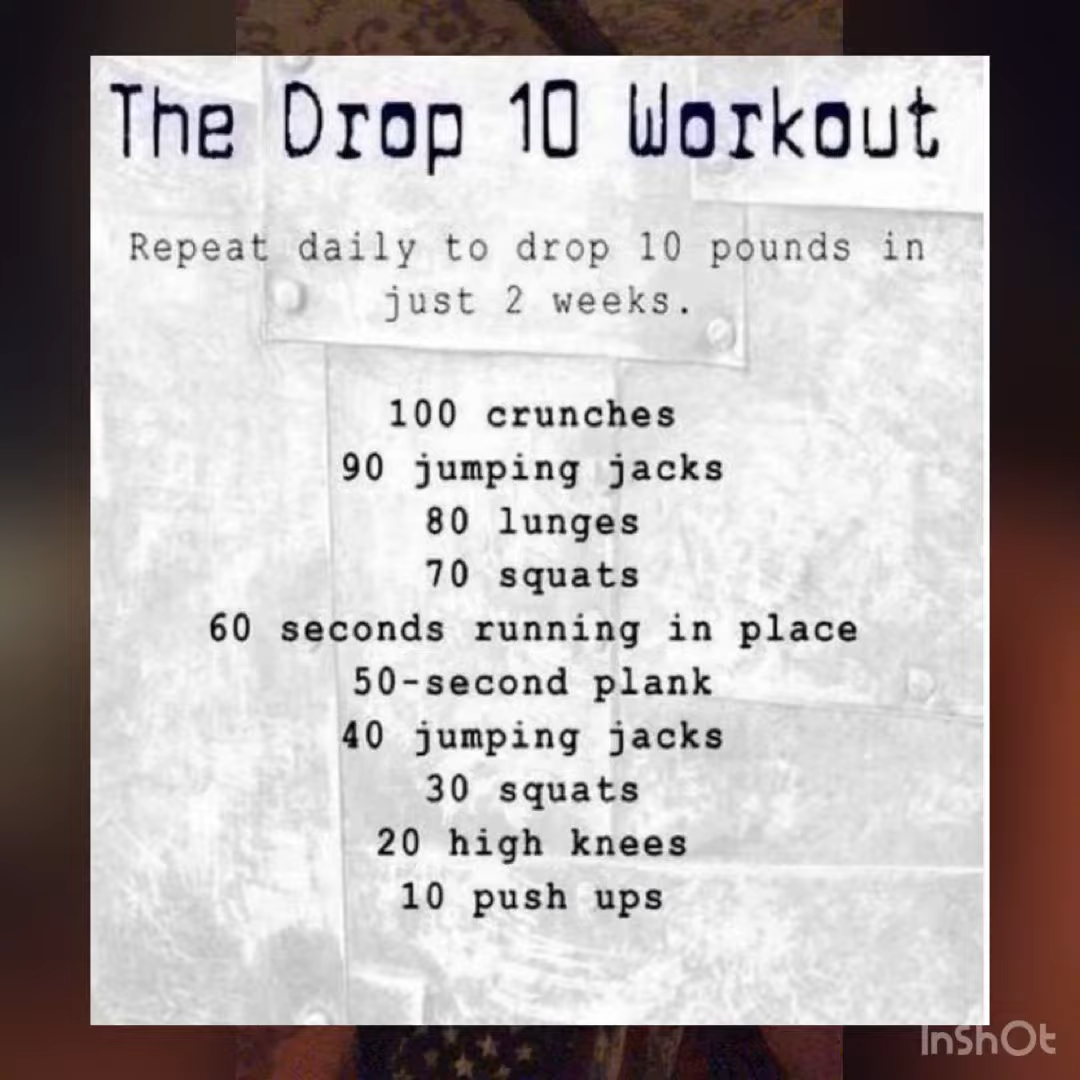 The Drop 10 Workout
Repeat daily to drop 10 pounds in
just 2 weeks.
100 crunches
90 jumping jacks
80 lunges
70 squats
60 seconds running in place
50-second plank
40 jumping jacks
30 squats
20 high knees
10 push ups
InShOt